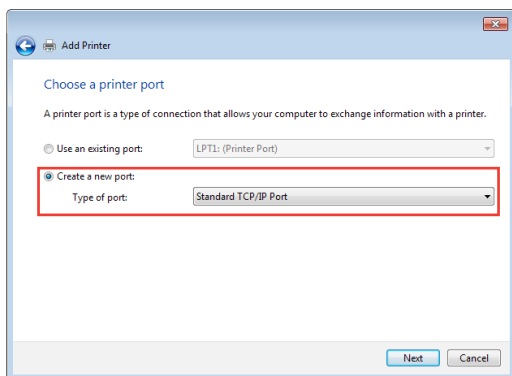 Add Printer
Choose a printer port
A printer port is a type of connection that allows your computer to exchange information with a printer.
Use an existing port: LPT1: (Printer Port)
Create a new port:
Type of port: Standard TCP/IP Port
Next Cancel